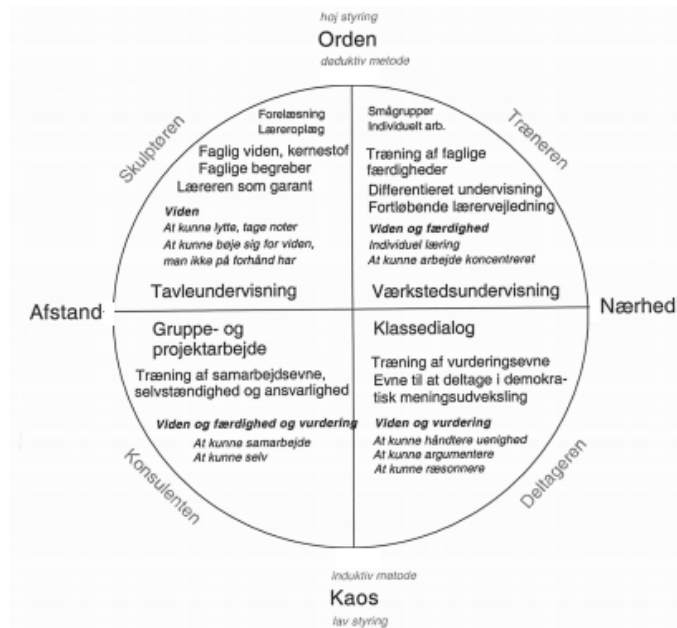 høj styring
Orden
deduktiv metode
Skulptøren
Forelæsning
Læreroplæg
Faglig viden, kernestof
Faglige begreber
Læreren som garant
Viden
At kunne lytte, tage noter
At kunne bøje sig for viden,
man ikke på forhånd har
Tavleundervisning
Træneren
Smågrupper
Individuelt arb.
Træning af faglige
færdigheder
Differentieret undervisning
Fortløbende lærervejledning
Viden og færdighed
Individuel læring
At kunne arbejde koncentreret
Værkstedsundervisning
Afstand
Nærhed
Gruppe- og
projektarbejde
Træning af samarbejdsevne,
selvstændighed og ansvarlighed
Viden og færdighed og vurdering
At kunne samarbejde
At kunne selv
Konsulenten
Klassedialog
Træning af vurderingsevne
Evne til at deltage i demokra-
tisk meningsudveksling
Viden og vurdering
At kunne håndtere uenighed
At kunne argumentere
At kunne ræsonnere
Deltageren
induktiv metode
Kaos
lav styring